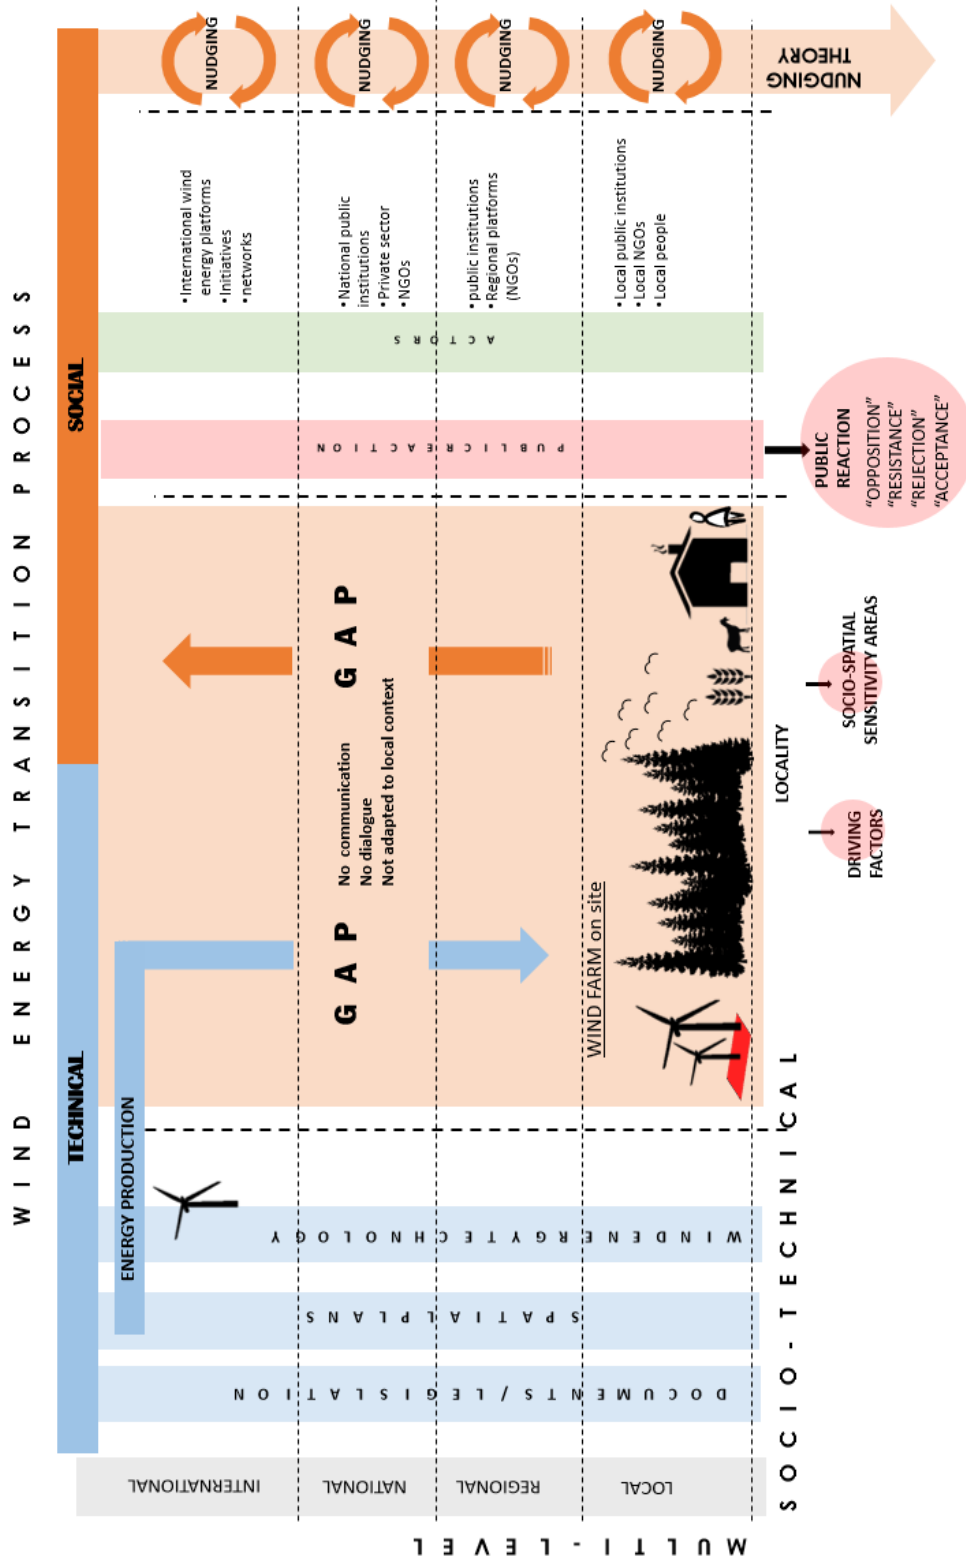 WIND ENERGY TRANSITION PROCESS
TECHNICAL
SOCIAL
MULTI-LEVEL
INTERNATIONAL
NATIONAL
REGIONAL
LOCAL
DOCUMENTS/LEGISLATION
SPATIAL PLANS
WIND ENERGY TECHNOLOGY
ENERGY PRODUCTION
GAP
No communication
No dialogue
Not adapted to local context
GAP
WIND FARM on site
PUBLIC REACTION
ACTORS
• International wind
energy platforms
• Initiatives
• networks
• National public
institutions
• Private sector
• NGOs
• public institutions
• Regional platforms
(NGOs)
• Local public institutions
• Local NGOs
• Local people
NUDGING
NUDGING
NUDGING
NUDGING
NUDGING
THEORY
SOCIO-TECHNICAL
LOCALITY
DRIVING
FACTORS
SOCIO-SPATIAL
SENSITIVITY AREAS
PUBLIC
REACTION
“OPPOSITION”
“RESISTANCE”
“REJECTION”
“ACCEPTANCE”